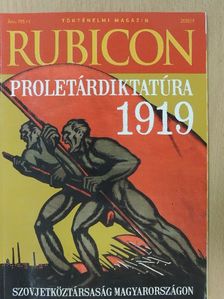 TÖRTÉNELMI MAGAZIN
RUBICON
PROLETÁRDIKTATÚRA
1919
SZOVJETKÖZTÁRSASÁG MAGYARORSZÁGON